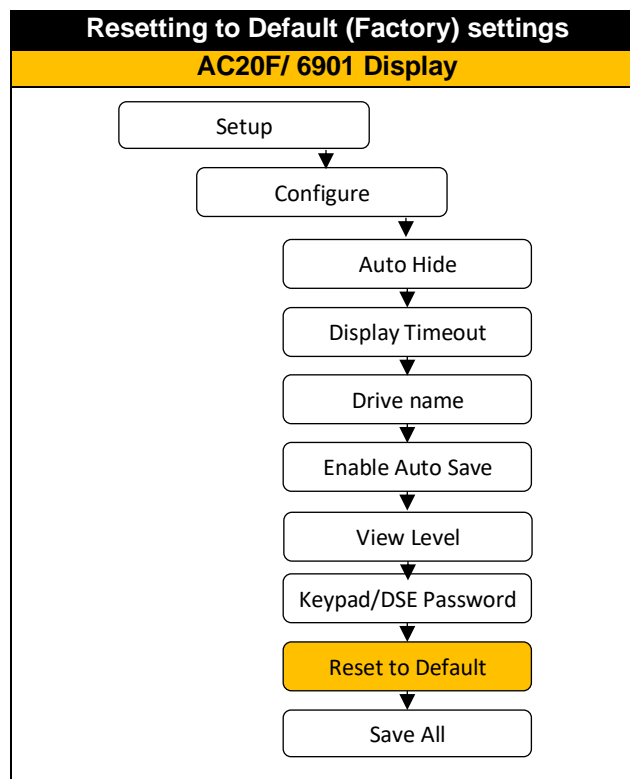 Resetting to Default (Factory) settings
AC20F/ 6901 Display
Setup
Configure
Auto Hide
Display Timeout
Drive name
Enable Auto Save
View Level
Keypad/DSE Password
Reset to Default
Save All